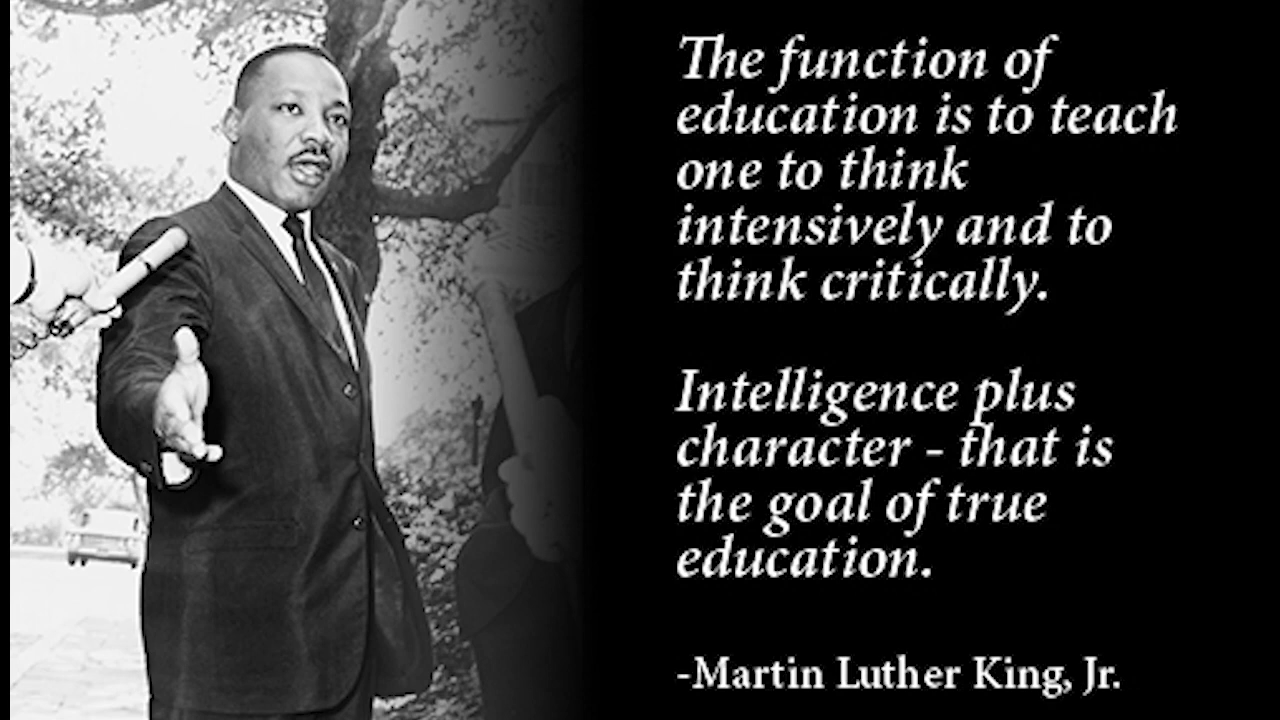 The function of
education is to teach
one to think
intensively and to
think critically.
Intelligence plus
character - that is
the goal of true
education.
-Martin Luther King, Jr.